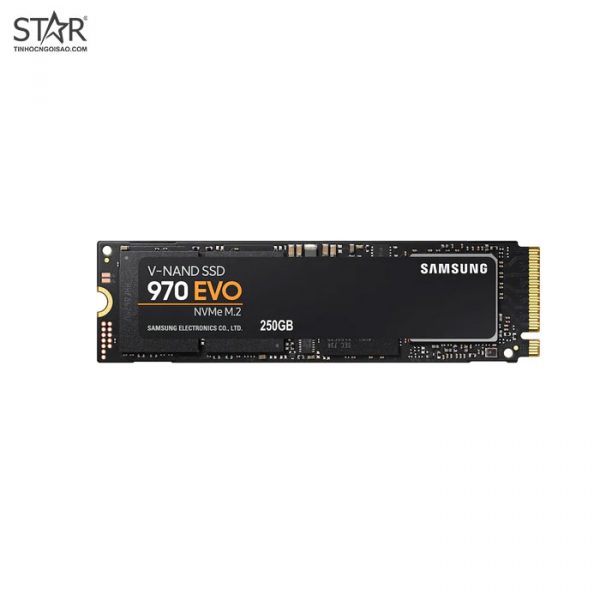 STAR
TINHOCNGOISAO.COM
V-NAND SSD
970 EVO
NVMe M.2
SAMSUNG ELECTRONICS CO., LTD.
250GB
SAMSUNG